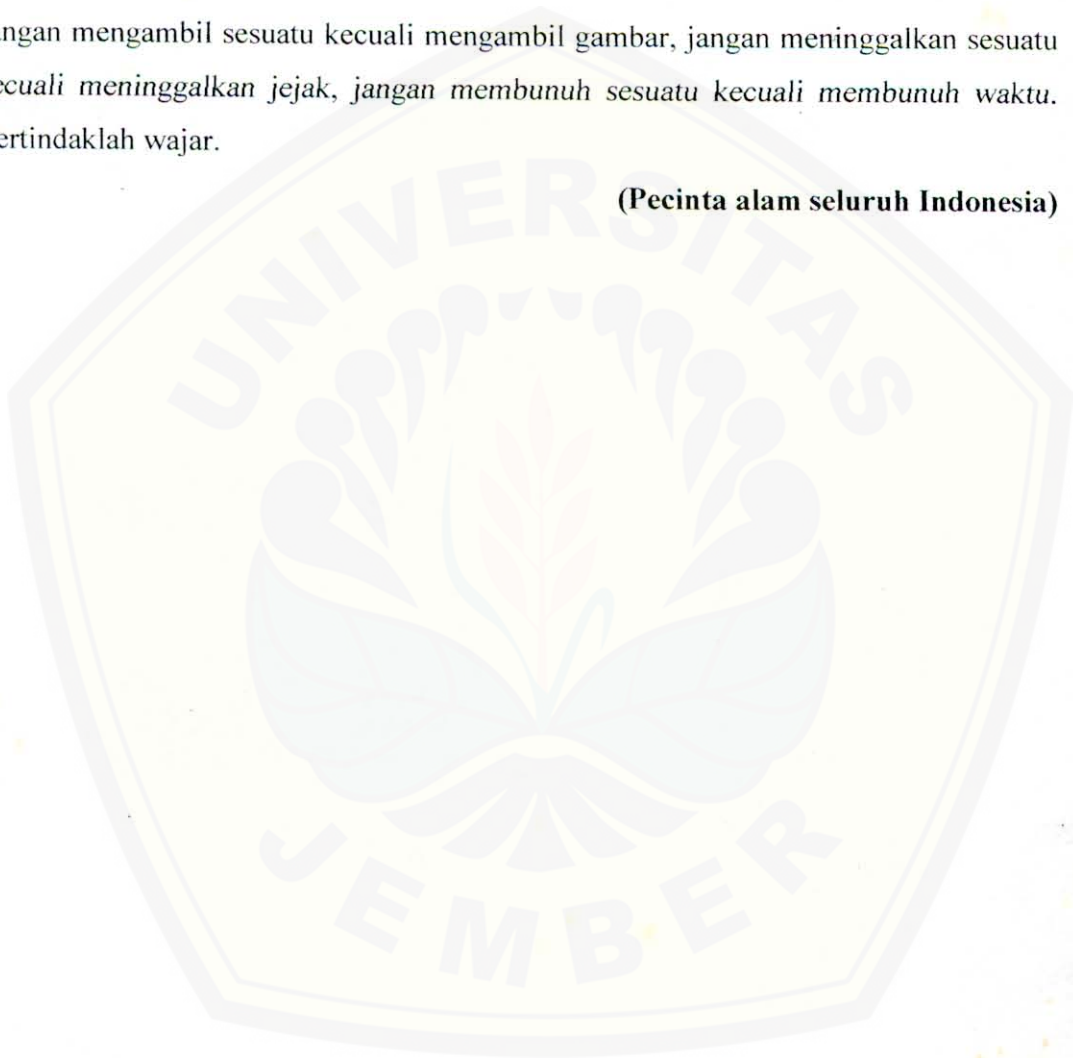 ngan mengambil sesuatu kecuali mengambil gambar, jangan meninggalkan sesuatu
ecuali meninggalkan jejak, jangan membunuh sesuatu kecuali membunuh waktu.
ertindaklah wajar.
(Pecinta alam seluruh Indonesia)
UNIVERSITAS
JEMBER